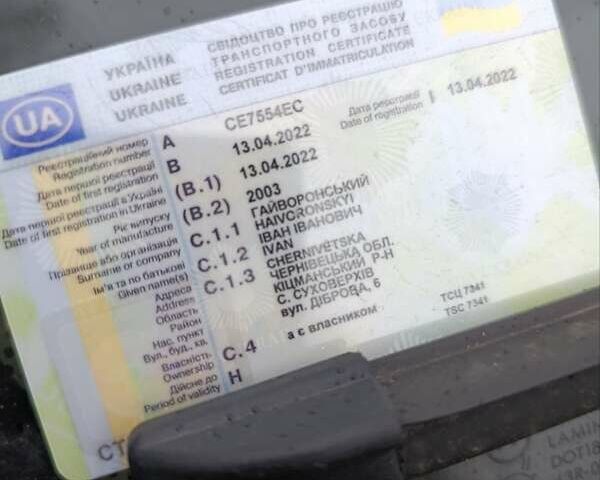 УКРАЇНА
UKRAINE
UKRAINE
СВІДОЦТВО ПРО РЕЄСТРАЦІЮ
ТРАНСПОРТНОГО ЗАСОБУ
REGISTRATION CERTIFICATE
CERTIFICAT D'IMMATRICULATION
UA
Реєстраційний номер A CE7554EC Дата реєстрації I 13.04.2022
Registration number Date of registration
Дата першої реєстрації B 13.04.2022
Date of first registration
Дата першої реєстрації в Україні (B.1) 13.04.2022
Date of first registration in Ukraine
Рік випуску (B.2) 2003
Year of manufacture
Прізвище або організація C.1.1 ГАЙВОРОНСЬКИЙ
Surname or company HAIVORONSKYI
Ім'я та по батькові C.1.2 ІВАН ІВАНОВИЧ
Given name(s) IVAN
Адреса C.1.3 CHERNIVETSKA
Address ЧЕРНІВЕЦЬКА ОБЛ.
Область КІЦМАНСЬКИЙ Р-Н
Район С. СУХОВЕРХІВ
Нас. пункт вул. ДІБРОВА, 6
Вул., буд., кв.
Власність C.4 a є власником ТСЦ 7341
Ownership TSC 7341
Дійсне до H
Period of validity
СТ
LAMIN
DOT18